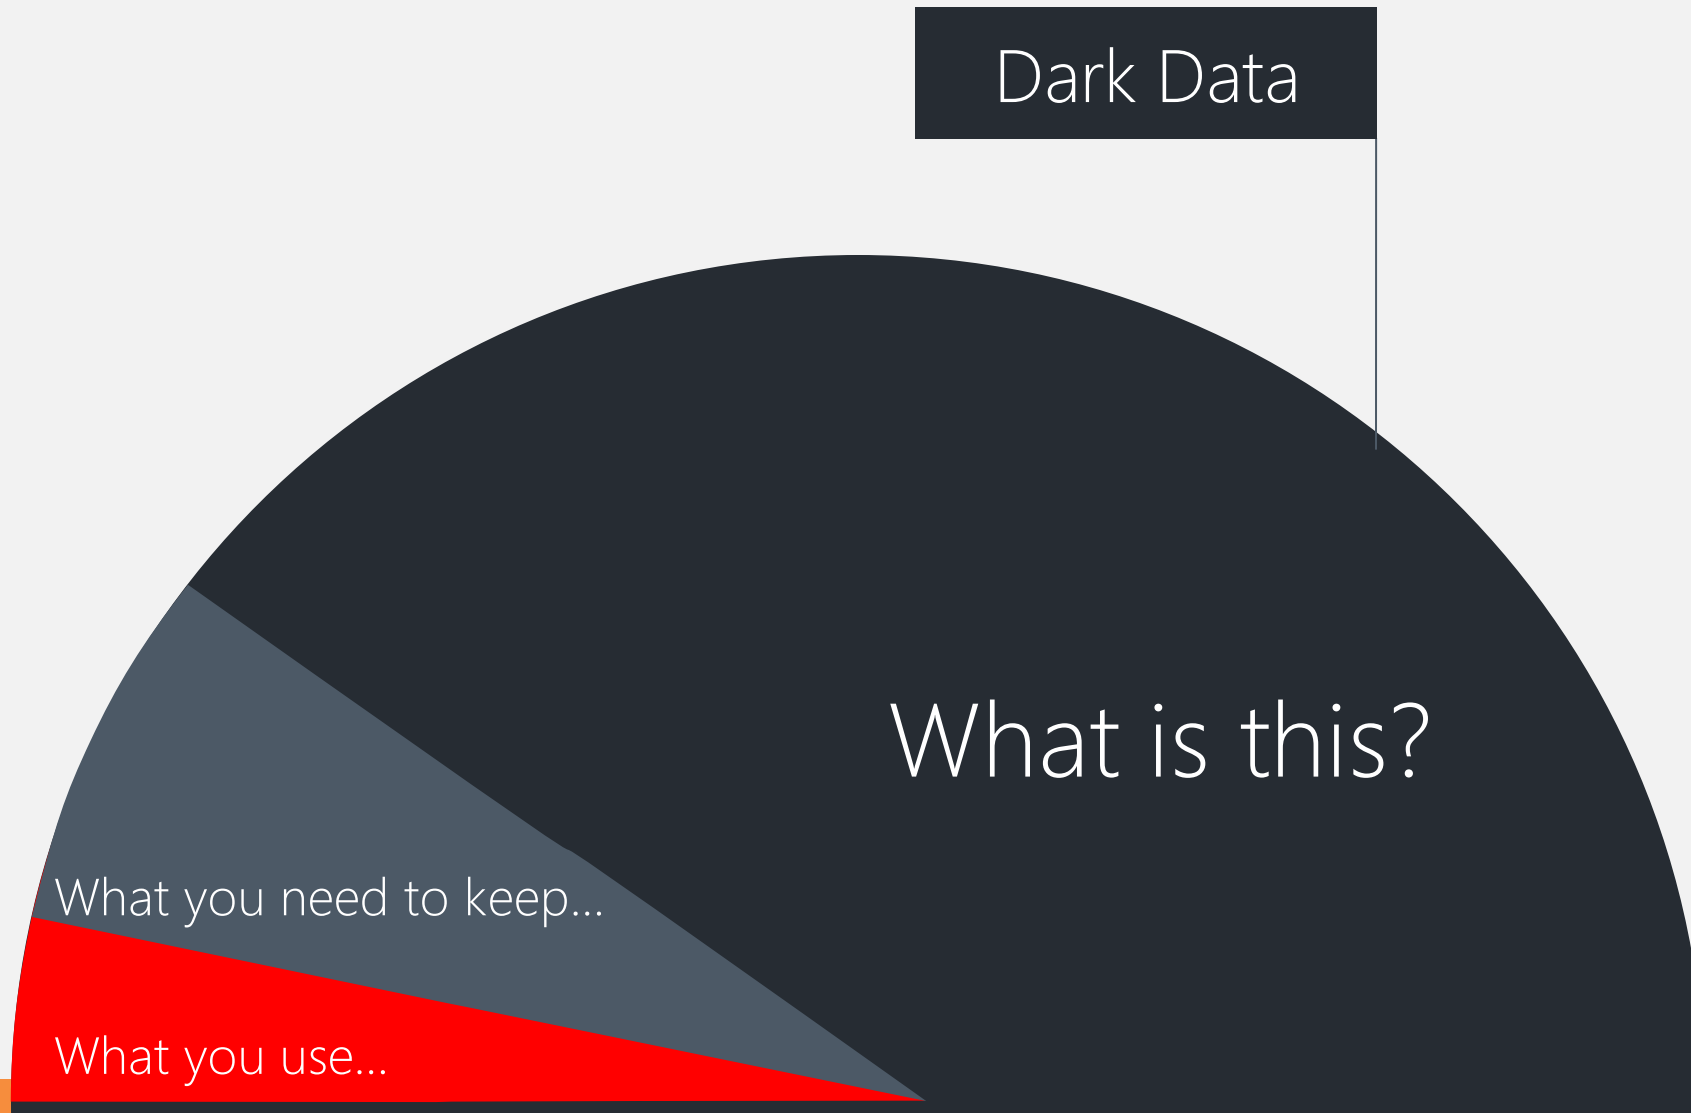 Dark Data
What is this?
What you need to keep...
What you use...